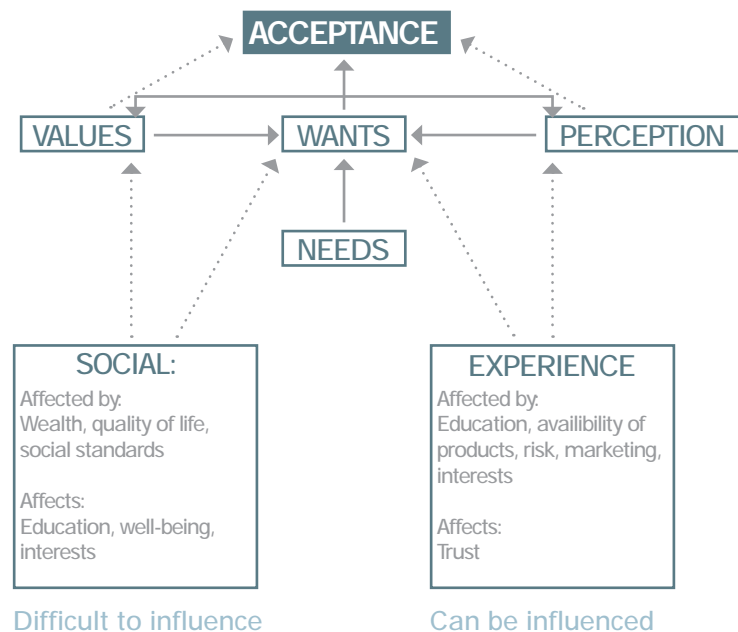 ACCEPTANCE
VALUES
WANTS
PERCEPTION
NEEDS
SOCIAL:
Affected by:
Wealth, quality of life,
social standards
Affects:
Education, well-being,
interests
Difficult to influence
EXPERIENCE
Affected by:
Education, availibility of
products, risk, marketing,
interests
Affects:
Trust
Can be influenced